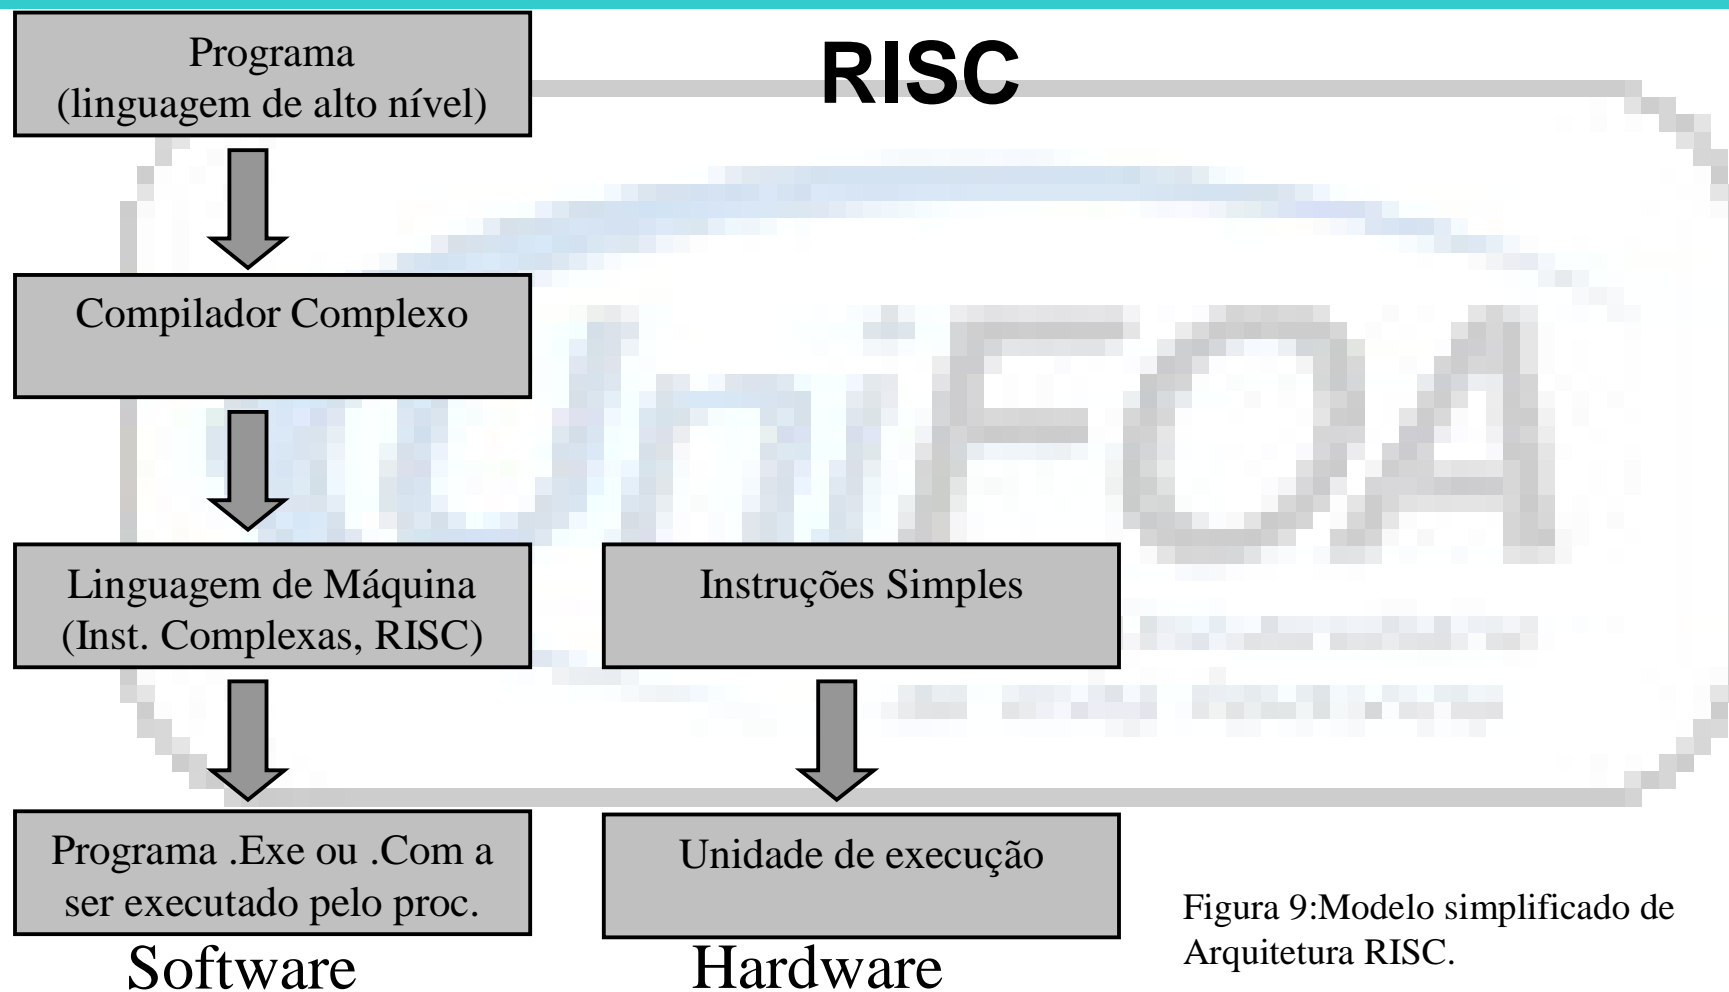 RISC
Programa
(linguagem de alto nível)
Compilador Complexo
Linguagem de Máquina
(Inst. Complexas, RISC)
Instruções Simples
Programa .Exe ou .Com a
ser executado pelo proc.
Unidade de execução
Software
Hardware
Figura 9:Modelo simplificado de
Arquitetura RISC.
UniFOA